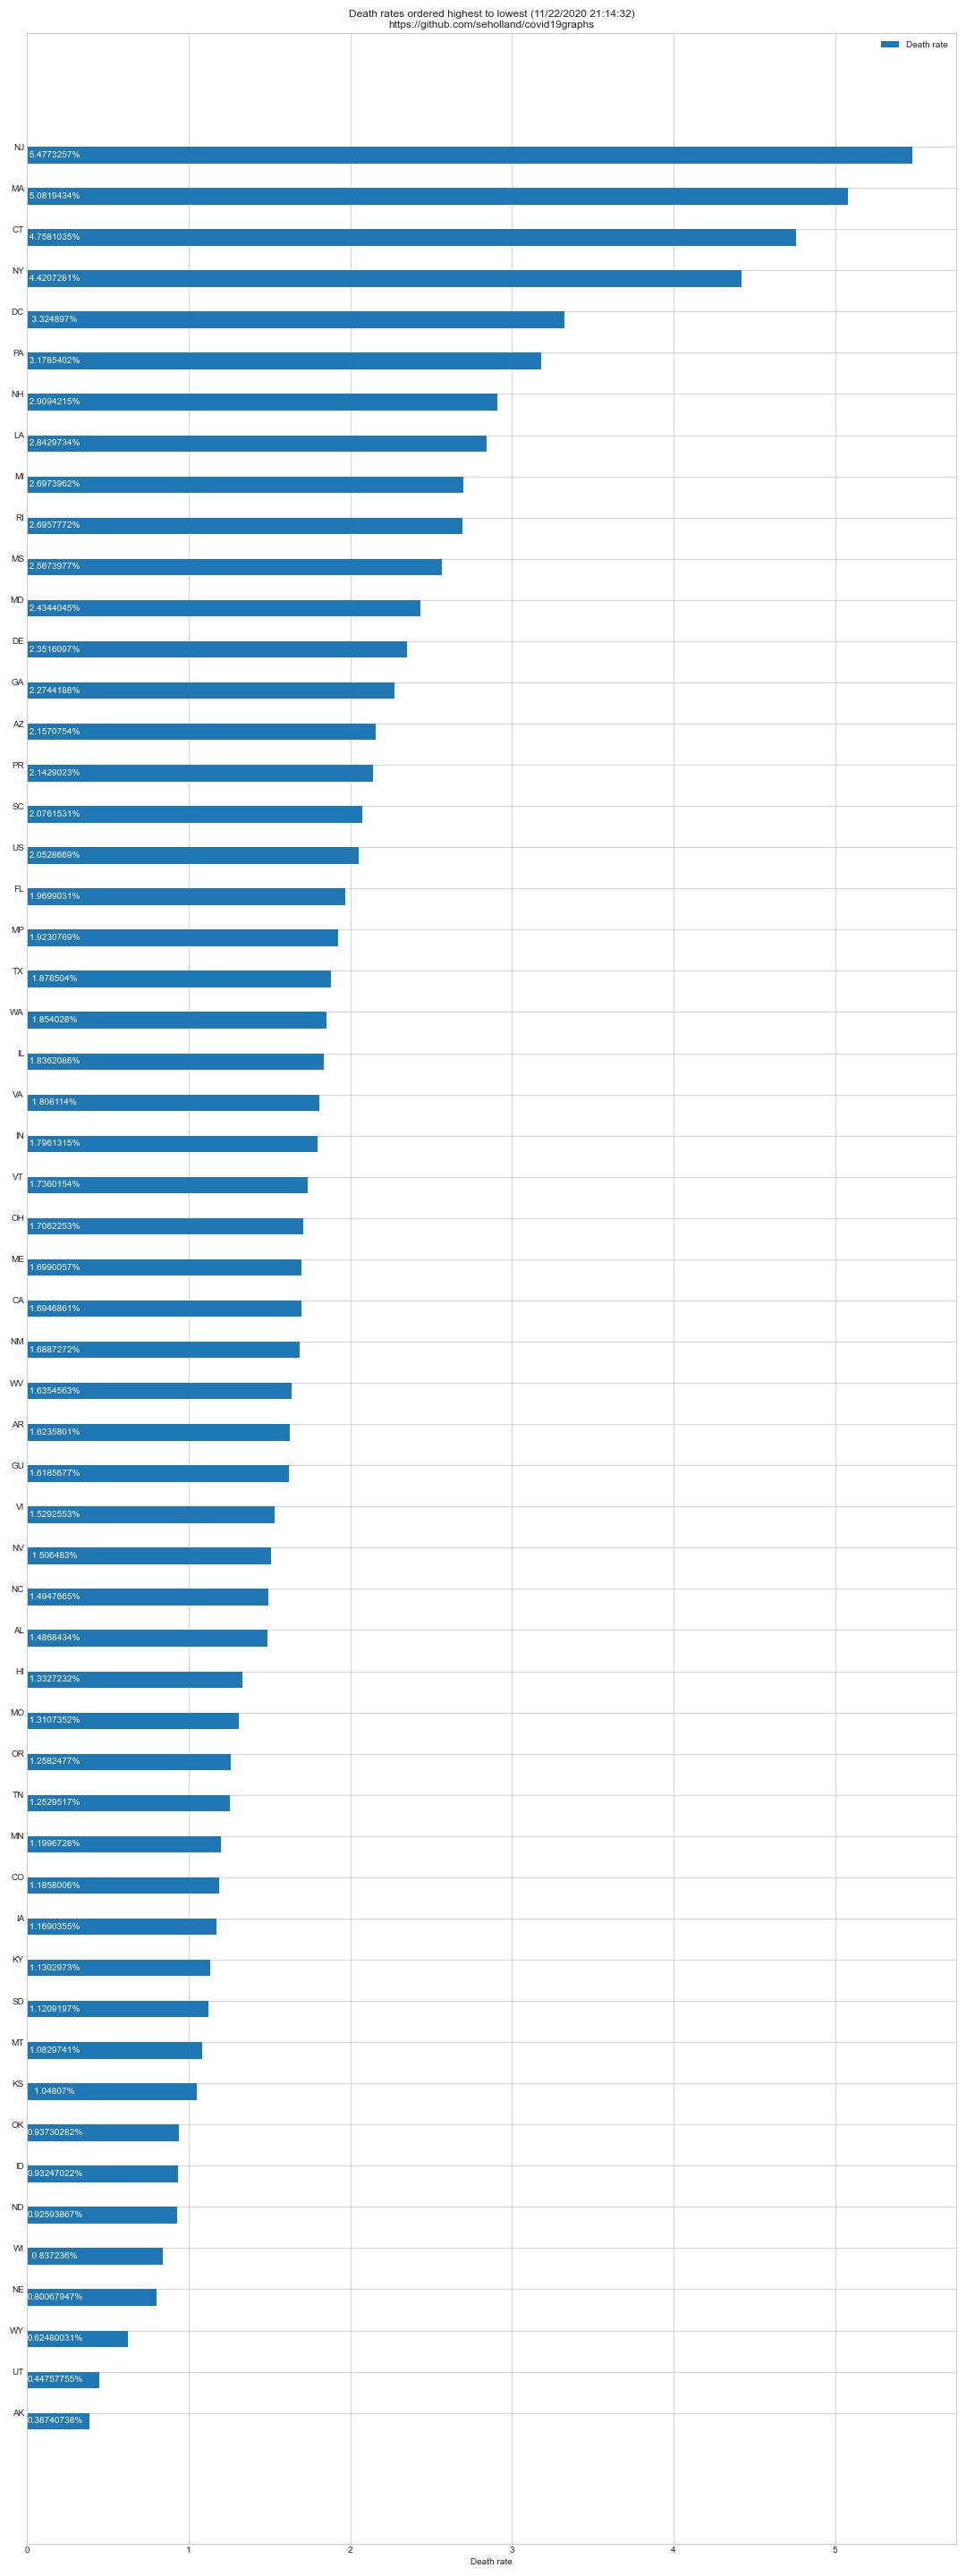 Death rates ordered highest to lowest (11/22/2020 21:14:32)
https://github.com/seholland/covid19graphs
Death rate
NJ 5.4773257%
MA 5.0819434%
CT 4.7581035%
NY 4.4207281%
DC 3.324897%
PA 3.1785402%
NH 2.9094215%
LA 2.8429734%
MI 2.6973962%
RI 2.6957772%
MS 2.5673977%
MD 2.4344045%
DE 2.3516097%
GA 2.2744188%
AZ 2.1570754%
PR 2.1429023%
SC 2.0761531%
US 2.0528669%
FL 1.9699031%
MP 1.9230769%
TX 1.878504%
WA 1.854028%
IL 1.8362086%
VA 1.808114%
IN 1.7961315%
VT 1.7360154%
OH 1.7062253%
ME 1.6990057%
CA 1.6946861%
NM 1.6887272%
WV 1.6354563%
AR 1.6235801%
GU 1.6185677%
VI 1.5292553%
NV 1.506483%
NC 1.4947665%
AL 1.4868434%
HI 1.3327232%
MO 1.3107352%
OR 1.2582477%
TN 1.2529517%
MN 1.1996728%
CO 1.1858006%
IA 1.1690355%
KY 1.1302973%
SD 1.1209197%
MT 1.0829741%
KS 1.04807%
OK 0.93730282%
ID 0.93247022%
ND 0.92593867%
WI 0.837236%
NE 0.80067947%
WY 0.62480031%
UT 0.44757755%
AK 0.38740738%
0 1 2 3 4 5
Death rate